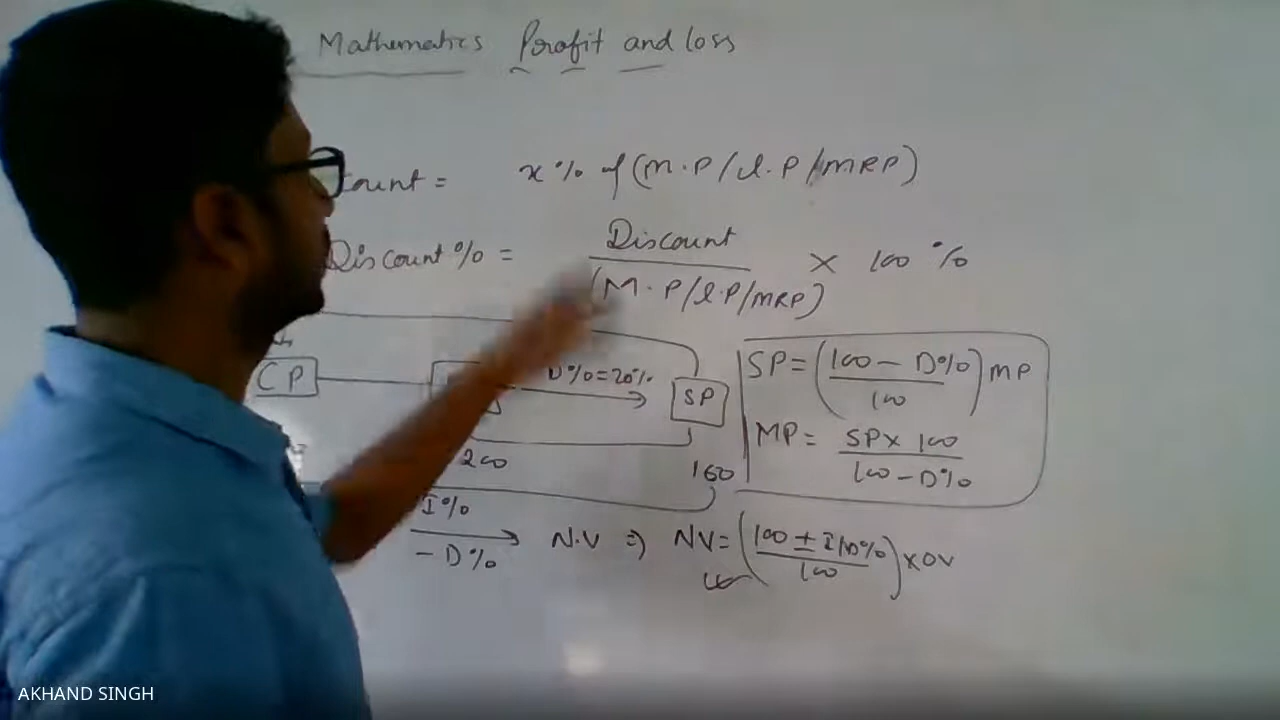 Mathematics Profit and loss
count = x% of (M.P/l.P/MRP)
Discount% = Discount / (M.P/l.P/MRP) × 100 %
CP D%=20% SP
200 160
SP = (100 - D% / 100) MP
MP = SP × 100 / 100 - D%
I%
- D%
N.V ⇒ NV = (100 ± I/D% / 100) × OV
AKHAND SINGH